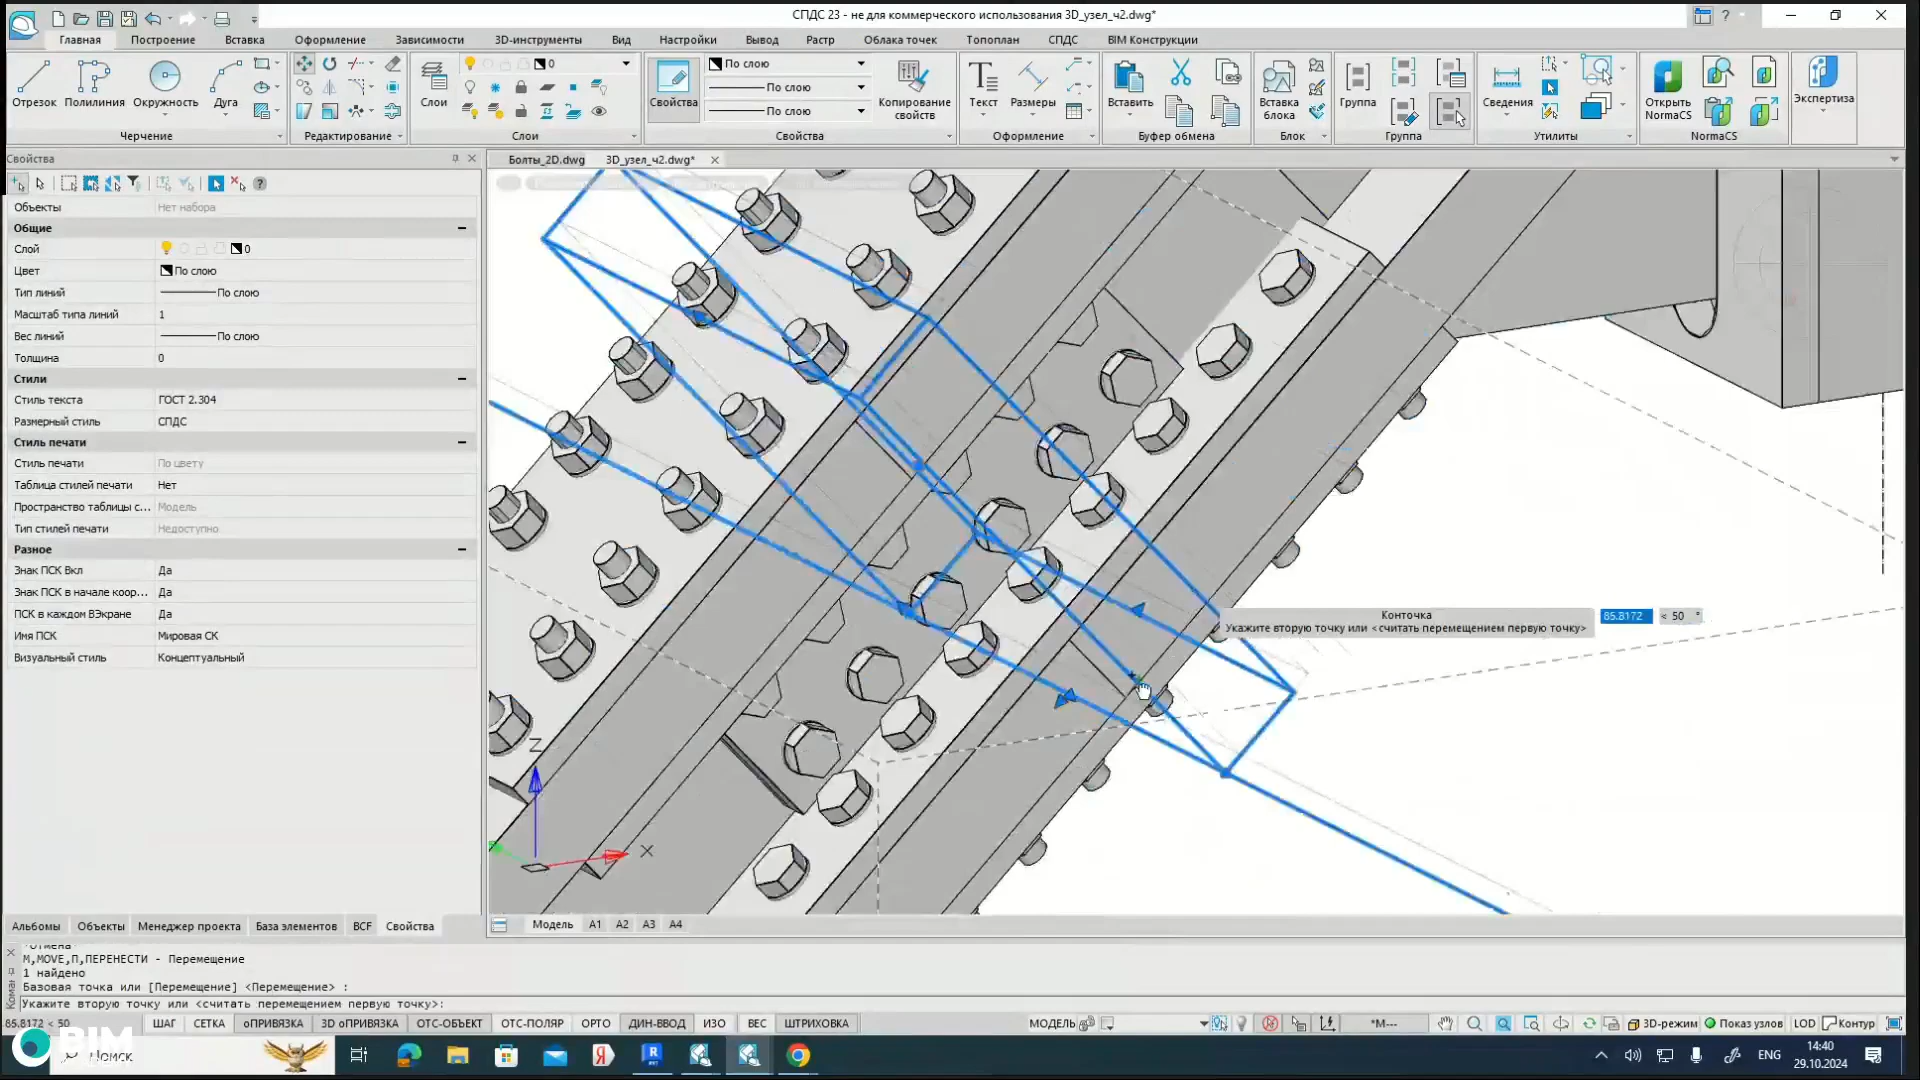 СПДС 23 - не для коммерческого использования 3D_узел_ч2.dwg*
Главная Построение Вставка Оформление Зависимости 3D-инструменты Вид Настройки Вывод Растр Облака точек Топоплан СПДС BIM Конструкции
Отрезок Полилиния Окружность Дуга
Черчение
Редактирование
Слои
0
Слои
Свойства
По слою
По слою
По слою
Копирование свойств
Свойства
Текст Размеры
Оформление
Вставить
Буфер обмена
Вставка блока
Блок
Группа
Группа
Сведения
Утилиты
Открыть NormaCS
NormaCS
Экспертиза
Свойства
Болты_2D.dwg 3D_узел_ч2.dwg*
Объекты Нет набора
Общие
Слой 0
Цвет По слою
Тип линий По слою
Масштаб типа линий 1
Вес линий По слою
Толщина 0
Стили
Стиль текста ГОСТ 2.304
Размерный стиль СПДС
Стиль печати
Стиль печати По цвету
Таблица стилей печати Нет
Пространство таблицы с... Модель
Тип стилей печати Недоступно
Разное
Знак ПСК Вкл Да
Знак ПСК в начале коор... Да
ПСК в каждом ВЭкране Да
Имя ПСК Мировая СК
Визуальный стиль Концептуальный
Конточка
Укажите вторую точку или <считать перемещением первую точку>
85.8172 < 50 °
Z
X
Альбомы Объекты Менеджер проекта База элементов BCF Свойства
Модель A1 A2 A3 A4
*Отмена*
M,MOVE,П,ПЕРЕНЕСТИ - Перемещение
1 найдено
Базовая точка или [Перемещение] <Перемещение> :
Укажите вторую точку или <считать перемещением первую точку>:
85.8172 < 50 ШАГ СЕТКА оПРИВЯЗКА 3D оПРИВЯЗКА ОТС-ОБЪЕКТ ОТС-ПОЛЯР ОРТО ДИН-ВВОД ИЗО ВЕС ШТРИХОВКА МОДЕЛЬ *М--- 3D-режим Показ узлов LOD Контур
BIM
Поиск
ENG
14:40
29.10.2024